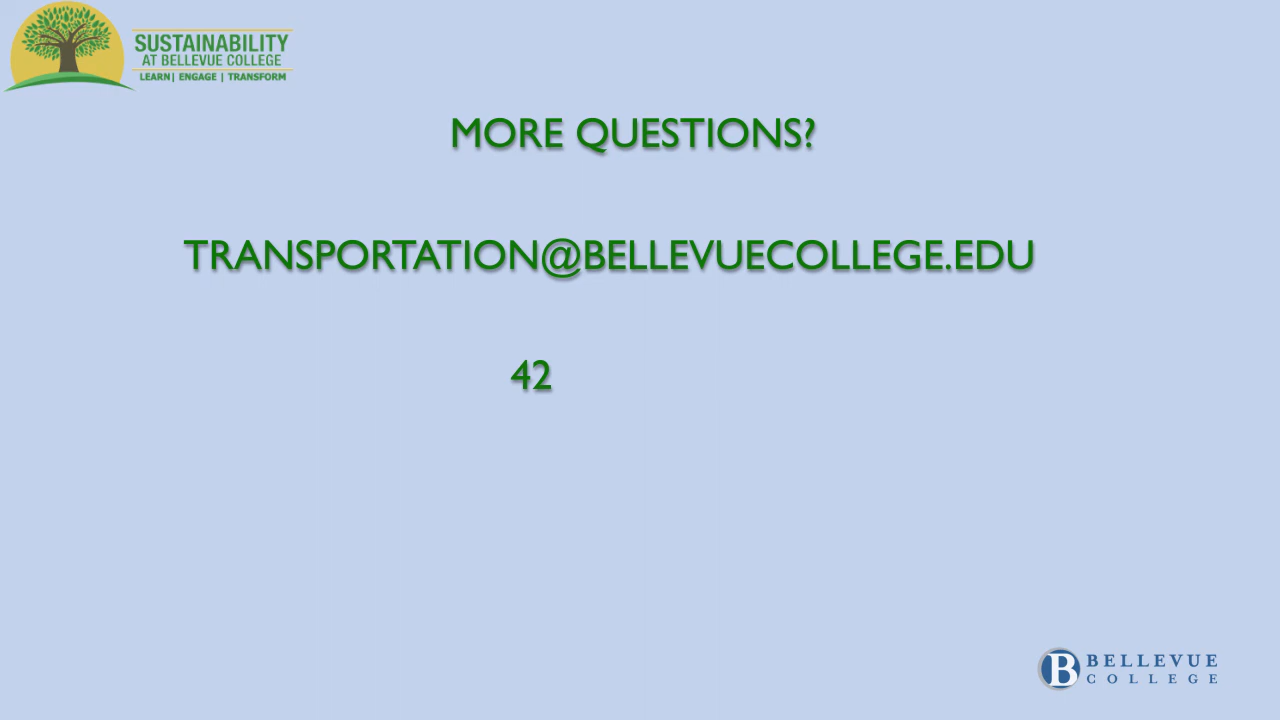 SUSTAINABILITY
AT BELLEVUE COLLEGE
LEARN| ENGAGE | TRANSFORM
MORE QUESTIONS?
TRANSPORTATION@BELLEVUECOLLEGE.EDU
42
B BELLEVUE
COLLEGE